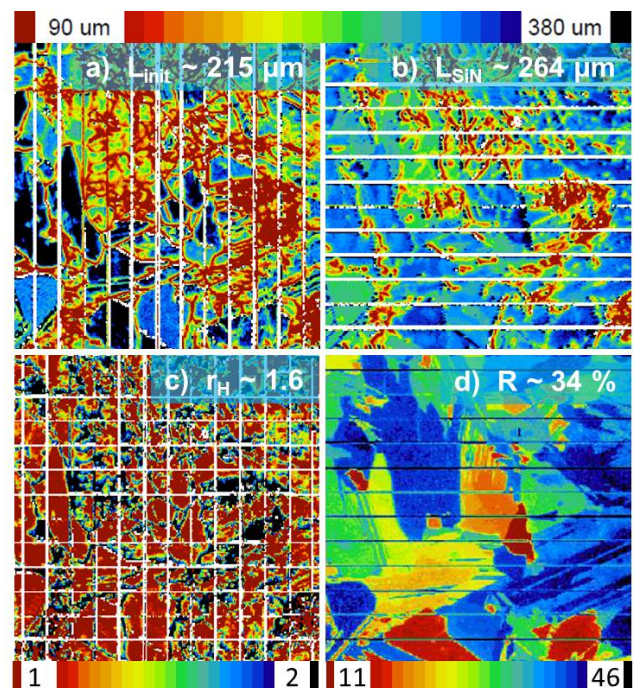 90 um 380 um
a) L_init ~ 215 µm
b) L_SiN ~ 264 µm
c) r_H ~ 1.6
d) R ~ 34 %
1 2 11 46